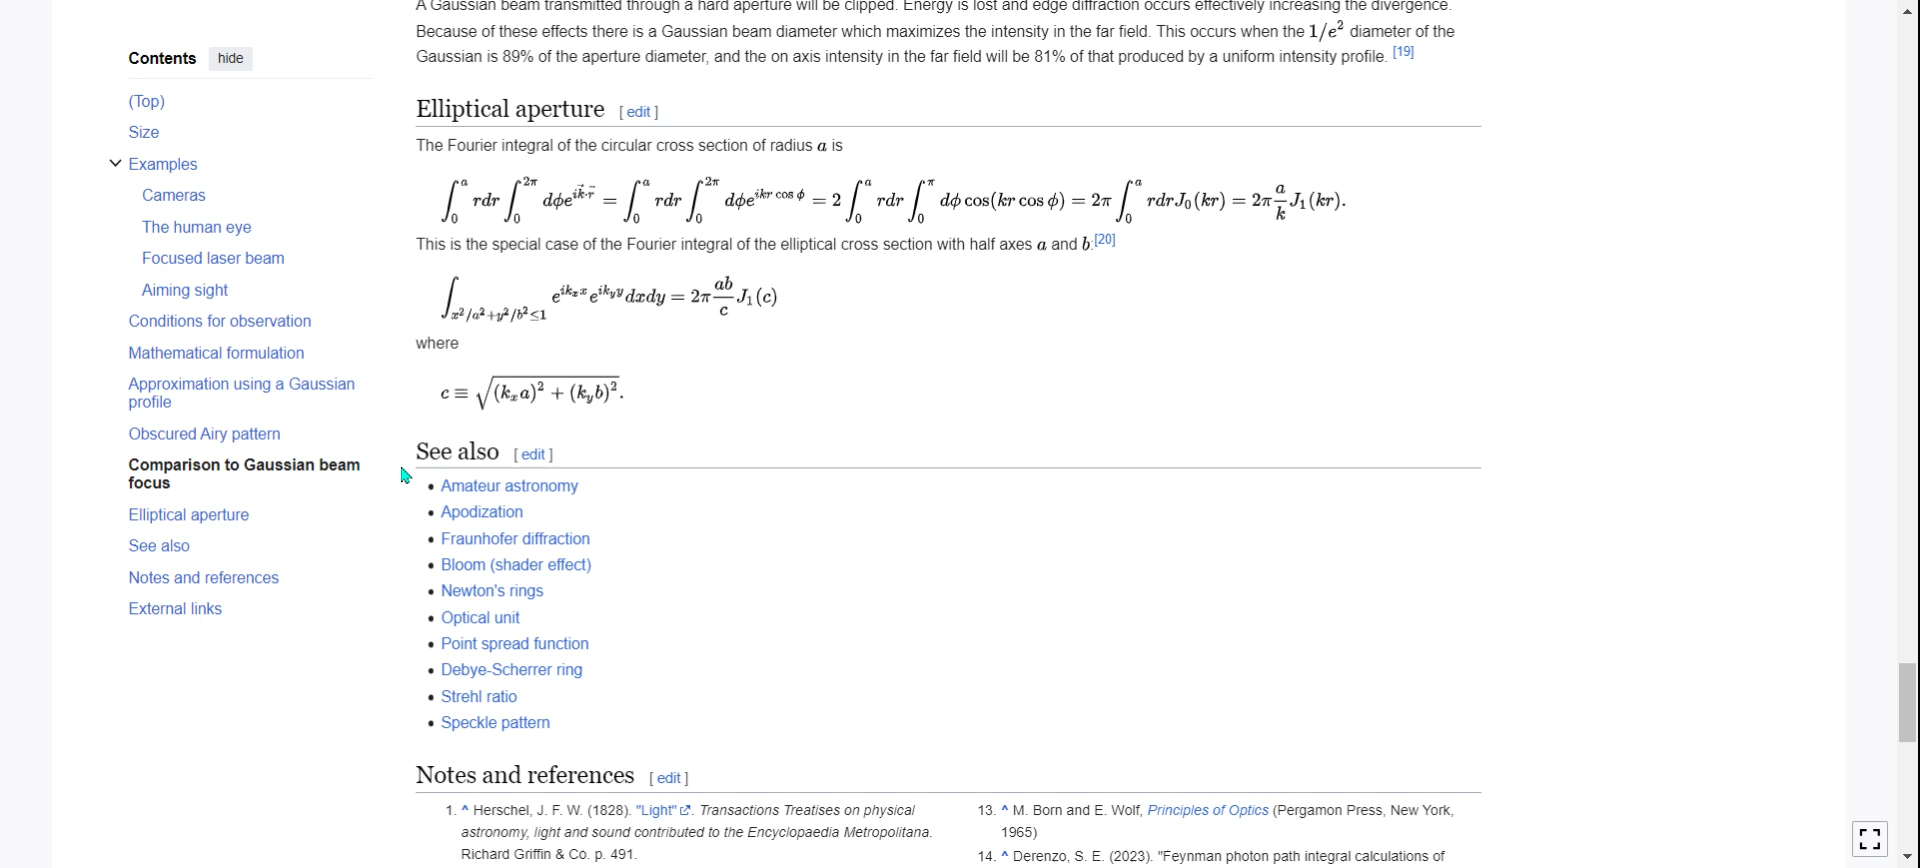 A Gaussian beam transmitted through a hard aperture will be clipped. Energy is lost and edge diffraction occurs effectively increasing the divergence.
Because of these effects there is a Gaussian beam diameter which maximizes the intensity in the far field. This occurs when the 1/e² diameter of the
Gaussian is 89% of the aperture diameter, and the on axis intensity in the far field will be 81% of that produced by a uniform intensity profile. [19]
Contents hide
(Top)
Size
Examples
Cameras
The human eye
Focused laser beam
Aiming sight
Conditions for observation
Mathematical formulation
Approximation using a Gaussian
profile
Obscured Airy pattern
Comparison to Gaussian beam
focus
Elliptical aperture
See also
Notes and references
External links
Elliptical aperture [ edit ]
The Fourier integral of the circular cross section of radius a is
∫₀ᵃ rdr ∫₀^{2π} dϕe^{ik⃗·r⃗} = ∫₀ᵃ rdr ∫₀^{2π} dϕe^{ikr cos ϕ} = 2 ∫₀ᵃ rdr ∫₀^π dϕ cos(kr cos ϕ) = 2π ∫₀ᵃ rdrJ₀(kr) = 2π a/k J₁(kr).
This is the special case of the Fourier integral of the elliptical cross section with half axes a and b:[20]
∫_{x²/a²+y²/b²≤1} e^{ikₓx} e^{ik_y y} dxdy = 2π ab/c J₁(c)
where
c ≡ √((kₓa)² + (k_y b)²).
See also [ edit ]
• Amateur astronomy
• Apodization
• Fraunhofer diffraction
• Bloom (shader effect)
• Newton's rings
• Optical unit
• Point spread function
• Debye-Scherrer ring
• Strehl ratio
• Speckle pattern
Notes and references [ edit ]
1. ^ Herschel, J. F. W. (1828). "Light". Transactions Treatises on physical
astronomy, light and sound contributed to the Encyclopaedia Metropolitana.
Richard Griffin & Co. p. 491.
13. ^ M. Born and E. Wolf, Principles of Optics (Pergamon Press, New York,
1965)
14. ^ Derenzo, S. E. (2023). "Feynman photon path integral calculations of